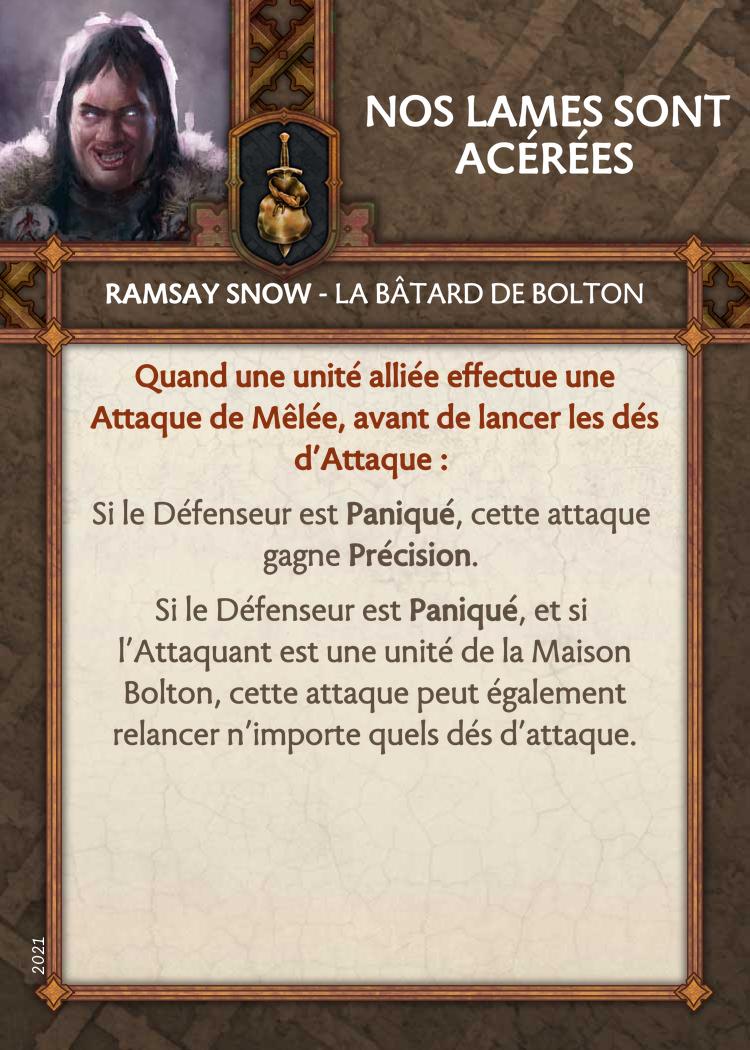 NOS LAMES SONT
ACÉRÉES
RAMSAY SNOW - LA BÂTARD DE BOLTON
Quand une unité alliée effectue une
Attaque de Mêlée, avant de lancer les dés
d'Attaque :
Si le Défenseur est Paniqué, cette attaque
gagne Précision.
Si le Défenseur est Paniqué, et si
l'Attaquant est une unité de la Maison
Bolton, cette attaque peut également
relancer n'importe quels dés d'attaque.
2021